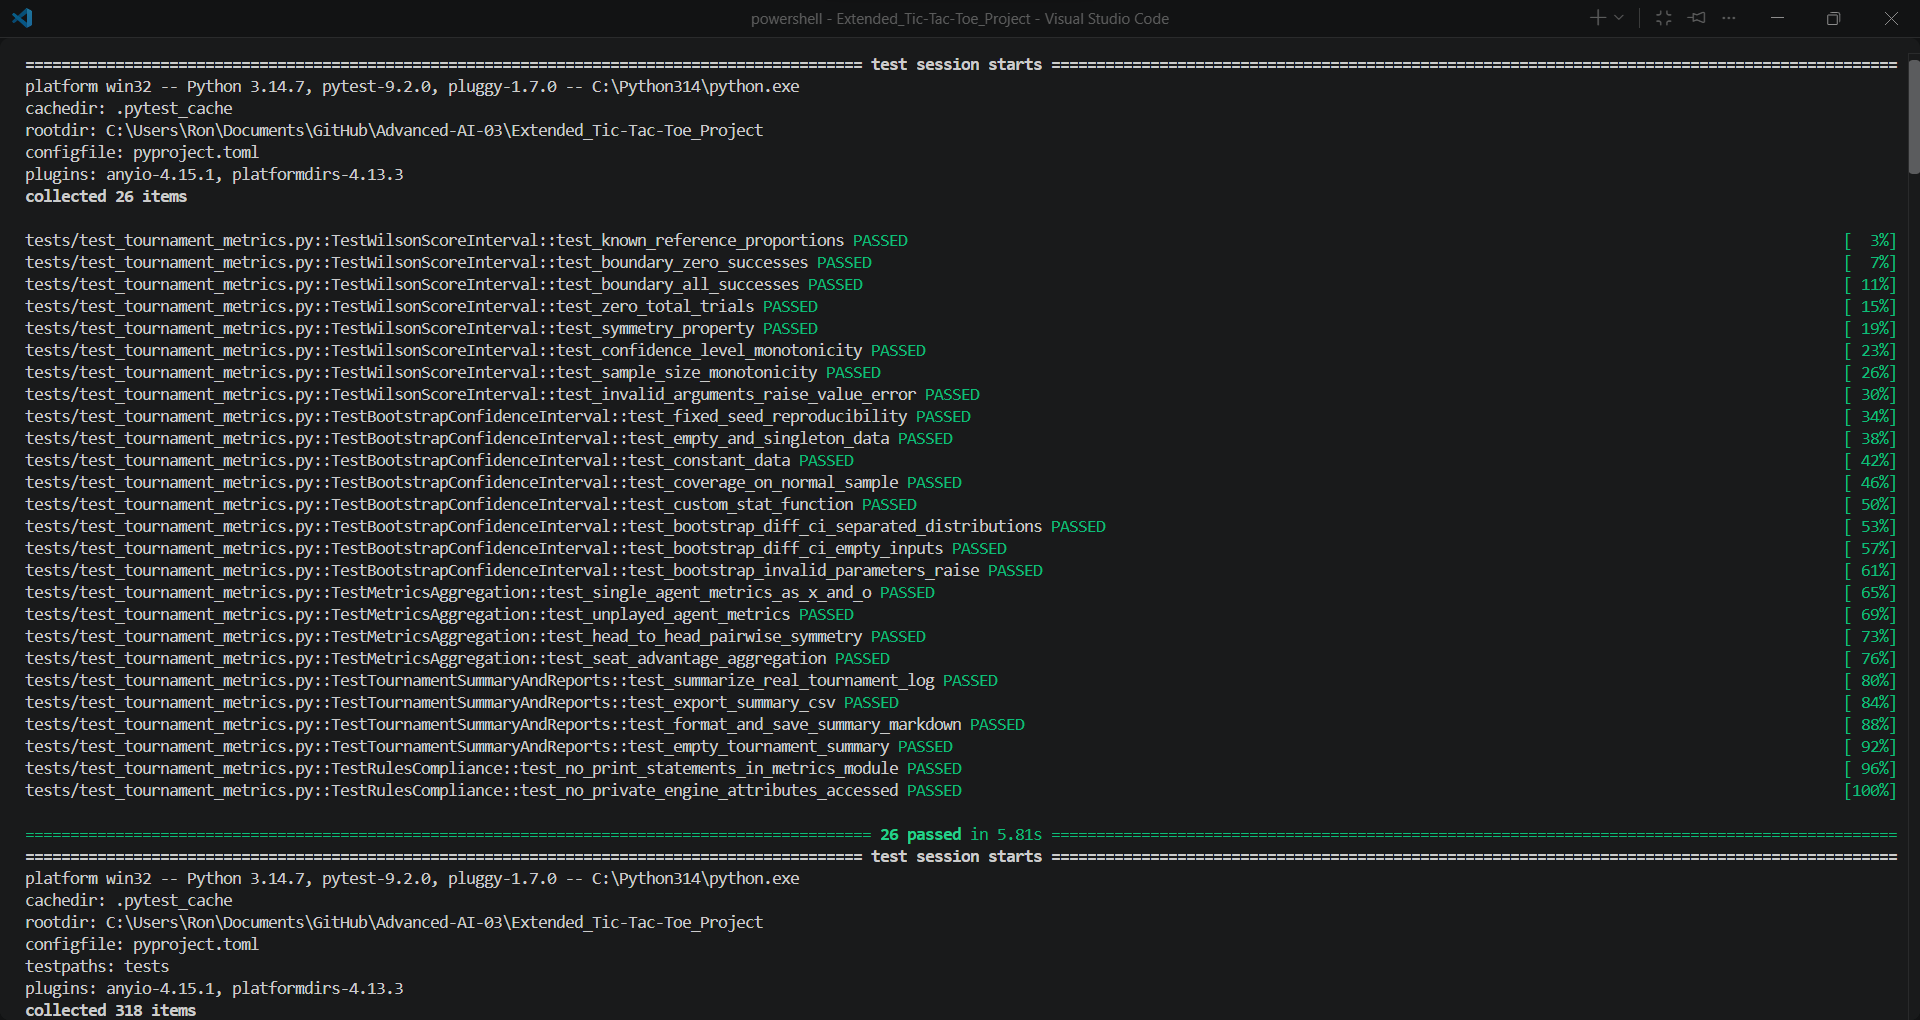 powershell - Extended_Tic-Tac-Toe_Project - Visual Studio Code
============================================================================================= test session starts ==============================================================================================
platform win32 -- Python 3.14.7, pytest-9.2.0, pluggy-1.7.0 -- C:\Python314\python.exe
cachedir: .pytest_cache
rootdir: C:\Users\Ron\Documents\GitHub\Advanced-AI-03\Extended_Tic-Tac-Toe_Project
configfile: pyproject.toml
plugins: anyio-4.15.1, platformdirs-4.13.3
collected 26 items
tests/test_tournament_metrics.py::TestWilsonScoreInterval::test_known_reference_proportions PASSED [  3%]
tests/test_tournament_metrics.py::TestWilsonScoreInterval::test_boundary_zero_successes PASSED [  7%]
tests/test_tournament_metrics.py::TestWilsonScoreInterval::test_boundary_all_successes PASSED [ 11%]
tests/test_tournament_metrics.py::TestWilsonScoreInterval::test_zero_total_trials PASSED [ 15%]
tests/test_tournament_metrics.py::TestWilsonScoreInterval::test_symmetry_property PASSED [ 19%]
tests/test_tournament_metrics.py::TestWilsonScoreInterval::test_confidence_level_monotonicity PASSED [ 23%]
tests/test_tournament_metrics.py::TestWilsonScoreInterval::test_sample_size_monotonicity PASSED [ 26%]
tests/test_tournament_metrics.py::TestWilsonScoreInterval::test_invalid_arguments_raise_value_error PASSED [ 30%]
tests/test_tournament_metrics.py::TestBootstrapConfidenceInterval::test_fixed_seed_reproducibility PASSED [ 34%]
tests/test_tournament_metrics.py::TestBootstrapConfidenceInterval::test_empty_and_singleton_data PASSED [ 38%]
tests/test_tournament_metrics.py::TestBootstrapConfidenceInterval::test_constant_data PASSED [ 42%]
tests/test_tournament_metrics.py::TestBootstrapConfidenceInterval::test_coverage_on_normal_sample PASSED [ 46%]
tests/test_tournament_metrics.py::TestBootstrapConfidenceInterval::test_custom_stat_function PASSED [ 50%]
tests/test_tournament_metrics.py::TestBootstrapConfidenceInterval::test_bootstrap_diff_ci_separated_distributions PASSED [ 53%]
tests/test_tournament_metrics.py::TestBootstrapConfidenceInterval::test_bootstrap_diff_ci_empty_inputs PASSED [ 57%]
tests/test_tournament_metrics.py::TestBootstrapConfidenceInterval::test_bootstrap_invalid_parameters_raise PASSED [ 61%]
tests/test_tournament_metrics.py::TestMetricsAggregation::test_single_agent_metrics_as_x_and_o PASSED [ 65%]
tests/test_tournament_metrics.py::TestMetricsAggregation::test_unplayed_agent_metrics PASSED [ 69%]
tests/test_tournament_metrics.py::TestMetricsAggregation::test_head_to_head_pairwise_symmetry PASSED [ 73%]
tests/test_tournament_metrics.py::TestMetricsAggregation::test_seat_advantage_aggregation PASSED [ 76%]
tests/test_tournament_metrics.py::TestTournamentSummaryAndReports::test_summarize_real_tournament_log PASSED [ 80%]
tests/test_tournament_metrics.py::TestTournamentSummaryAndReports::test_export_summary_csv PASSED [ 84%]
tests/test_tournament_metrics.py::TestTournamentSummaryAndReports::test_format_and_save_summary_markdown PASSED [ 88%]
tests/test_tournament_metrics.py::TestTournamentSummaryAndReports::test_empty_tournament_summary PASSED [ 92%]
tests/test_tournament_metrics.py::TestRulesCompliance::test_no_print_statements_in_metrics_module PASSED [ 96%]
tests/test_tournament_metrics.py::TestRulesCompliance::test_no_private_engine_attributes_accessed PASSED [100%]
============================================================================================== 26 passed in 5.81s ==============================================================================================
============================================================================================= test session starts ==============================================================================================
platform win32 -- Python 3.14.7, pytest-9.2.0, pluggy-1.7.0 -- C:\Python314\python.exe
cachedir: .pytest_cache
rootdir: C:\Users\Ron\Documents\GitHub\Advanced-AI-03\Extended_Tic-Tac-Toe_Project
configfile: pyproject.toml
testpaths: tests
plugins: anyio-4.15.1, platformdirs-4.13.3
collected 318 items